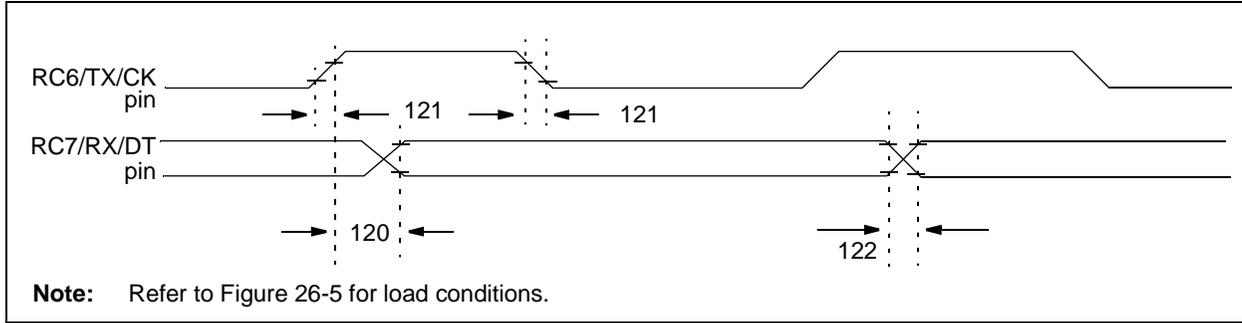 RC6/TX/CK
pin
121
121
RC7/RX/DT
pin
120
122
Note: Refer to Figure 26-5 for load conditions.